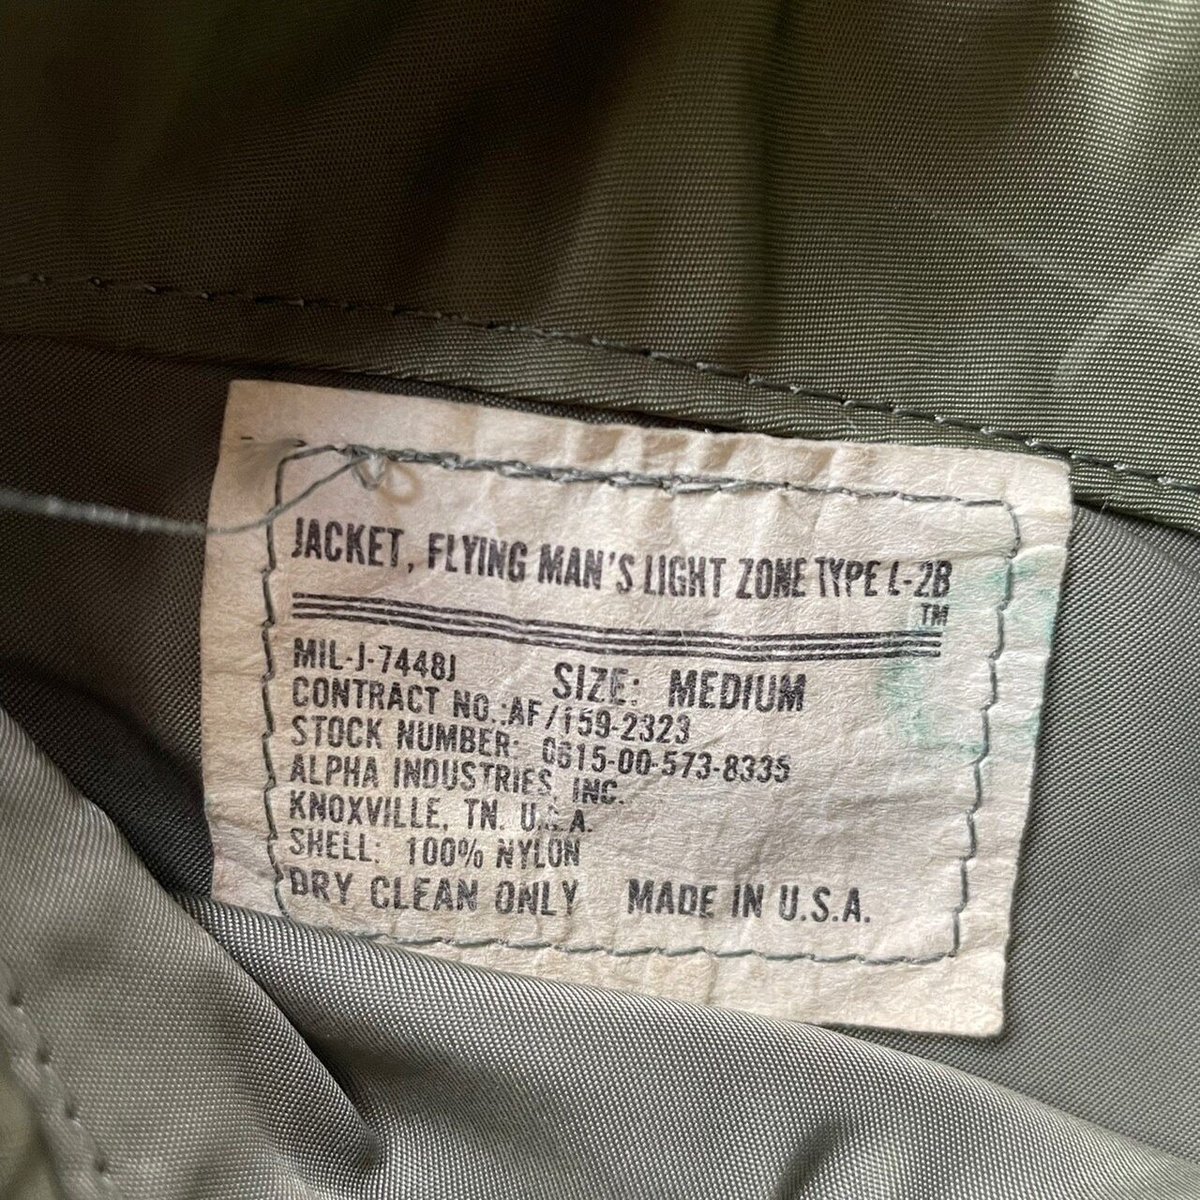 JACKET, FLYING MAN'S LIGHT ZONE TYPE L-2B
TM
MIL-J-7448J SIZE: MEDIUM
CONTRACT NO.:AF/159-2323
STOCK NUMBER: 0615-00-573-8335
ALPHA INDUSTRIES, INC.
KNOXVILLE, TN. U.S.A.
SHELL: 100% NYLON
DRY CLEAN ONLY MADE IN U.S.A.